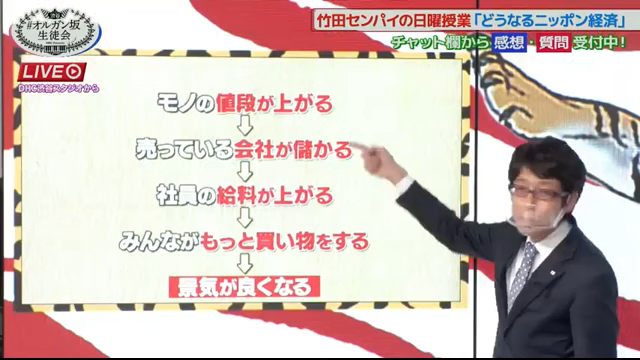 #オルガン坂
生徒会
竹田センパイの日曜授業「どうなるニッポン経済」
チャット欄から 感想・質問 受付中！
LIVE
DHC渋谷スタジオから
モノの値段が上がる
売っている会社が儲かる
社員の給料が上がる
みんながもっと買い物をする
景気が良くなる